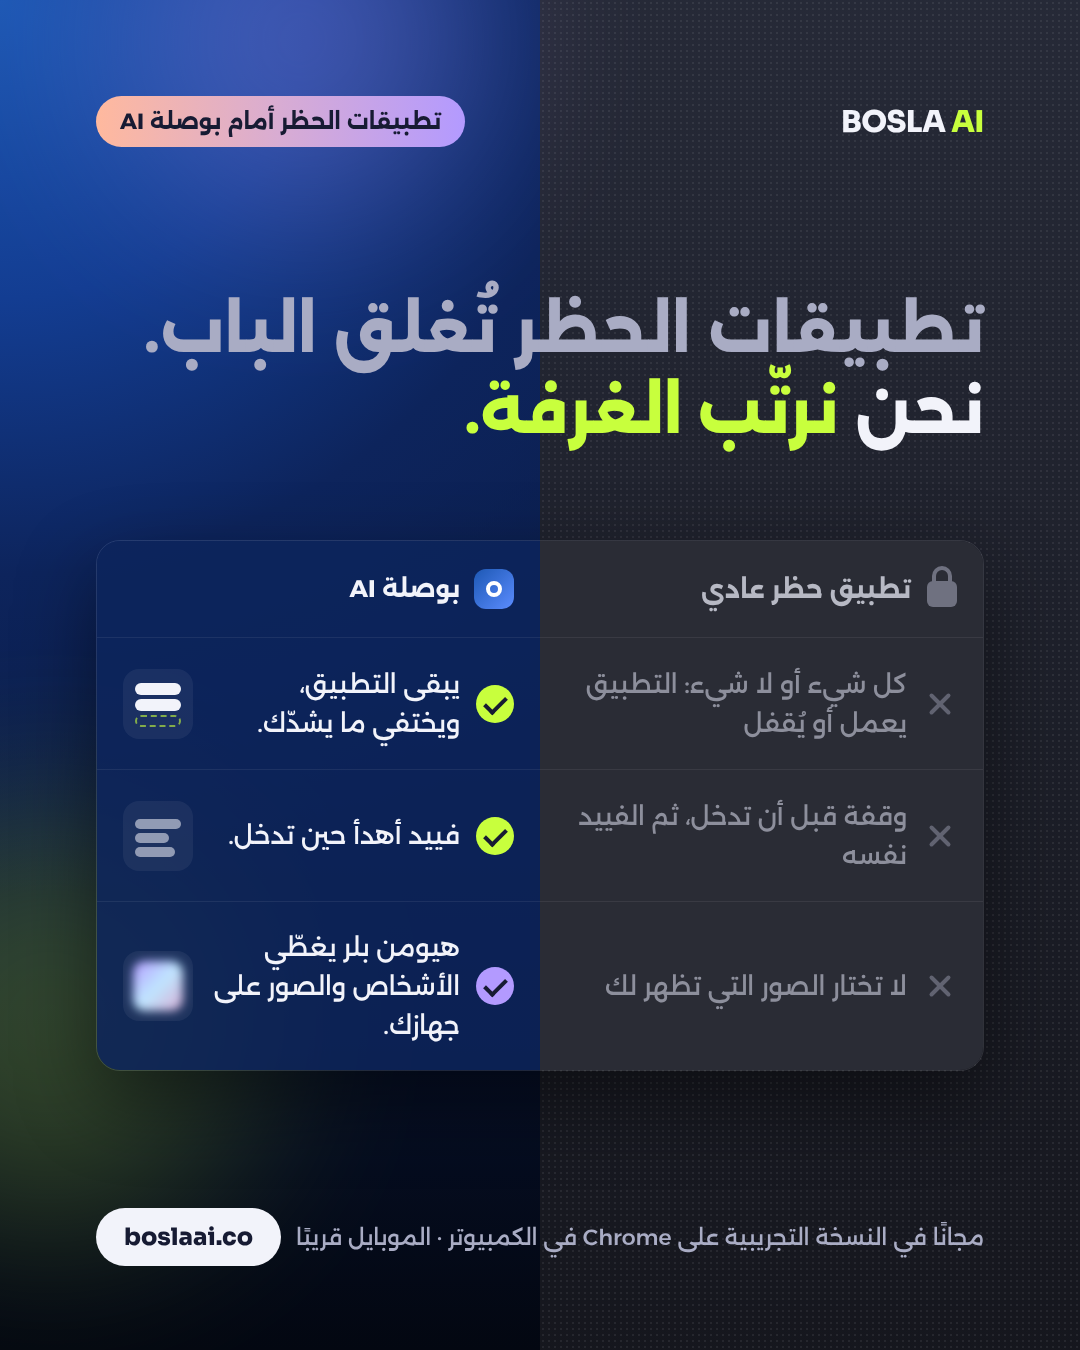 BOSLA AI
تطبيقات الحظر أمام بوصلة AI
تطبيقات الحظر تُغلق الباب.
نحن نرتّب الغرفة.
تطبيق حظر عادي
بوصلة AI
كل شيء أو لا شيء: التطبيق
يعمل أو يُقفل
يبقى التطبيق،
ويختفي ما يشدّك.
وقفة قبل أن تدخل، ثم الفييد
نفسه
فييد أهدأ حين تدخل.
لا تختار الصور التي تظهر لك
هيومن بلر يغطّي
الأشخاص والصور على
جهازك.
مجانًا في النسخة التجريبية على Chrome في الكمبيوتر · الموبايل قريبًا
boslaai.co